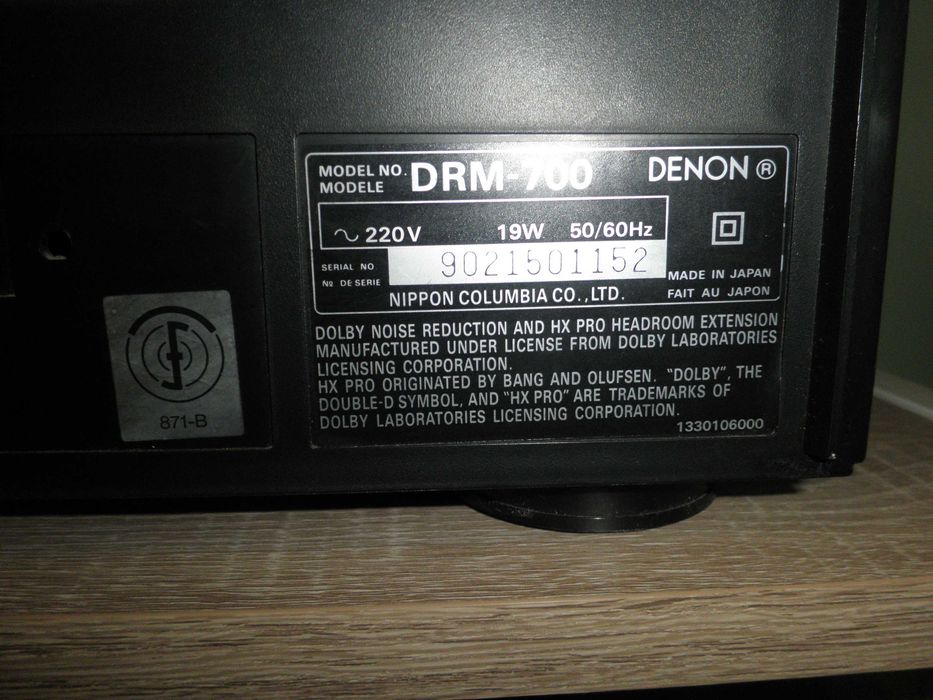 MODEL NO.
MODELE
DRM-700
DENON ®
~ 220V 19W 50/60Hz
SERIAL NO
No DE SERIE
9021501152
MADE IN JAPAN
FAIT AU JAPON
NIPPON COLUMBIA CO.,LTD.
DOLBY NOISE REDUCTION AND HX PRO HEADROOM EXTENSION
MANUFACTURED UNDER LICENSE FROM DOLBY LABORATORIES
LICENSING CORPORATION.
HX PRO ORIGINATED BY BANG AND OLUFSEN. "DOLBY", THE
DOUBLE-D SYMBOL, AND "HX PRO" ARE TRADEMARKS OF
DOLBY LABORATORIES LICENSING CORPORATION.
1330106000
871-B